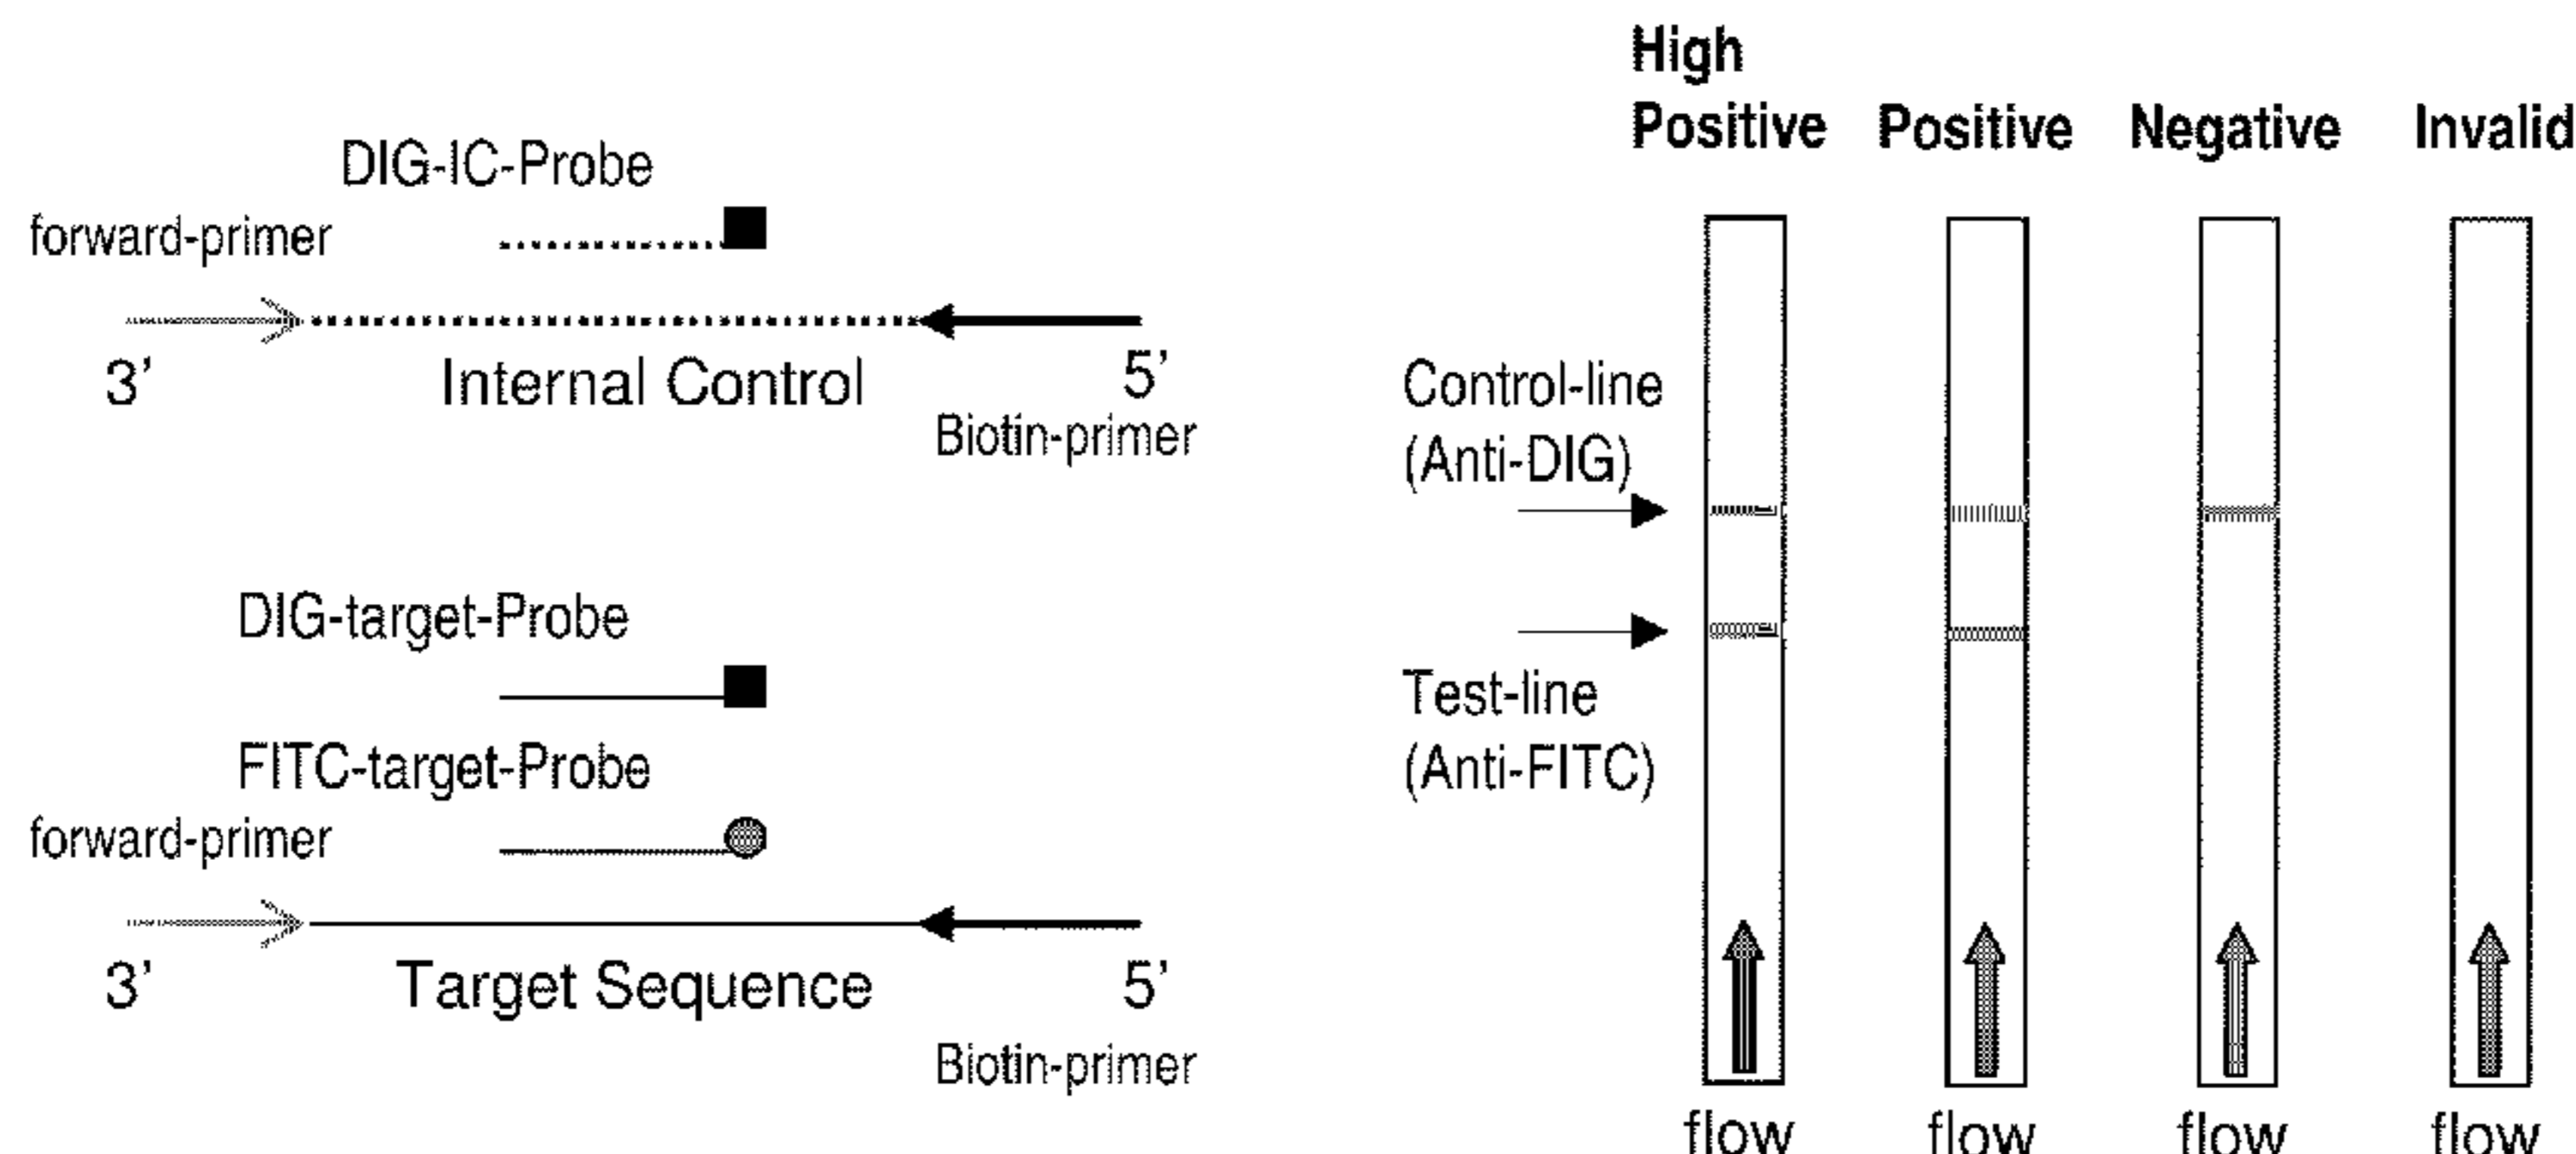 DIG-IC-Probe
forward-primer
3’
Internal Control
5’
Biotin-primer
DIG-target-Probe
FITC-target-Probe
forward-primer
3’
Target Sequence
5’
Biotin-primer
High
Positive
Positive
Negative
Invalid
Control-line
(Anti-DIG)
Test-line
(Anti-FITC)
flow
flow
flow
flow